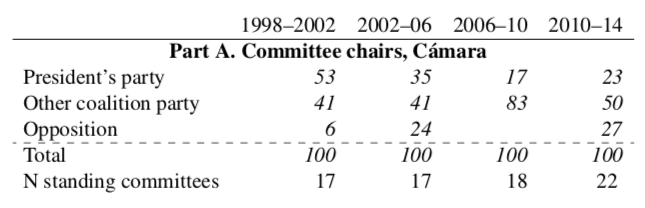 1998–2002 2002–06 2006–10 2010–14
Part A. Committee chairs, Cámara
President's party 53 35 17 23
Other coalition party 41 41 83 50
Opposition 6 24 27
Total 100 100 100 100
N standing committees 17 17 18 22